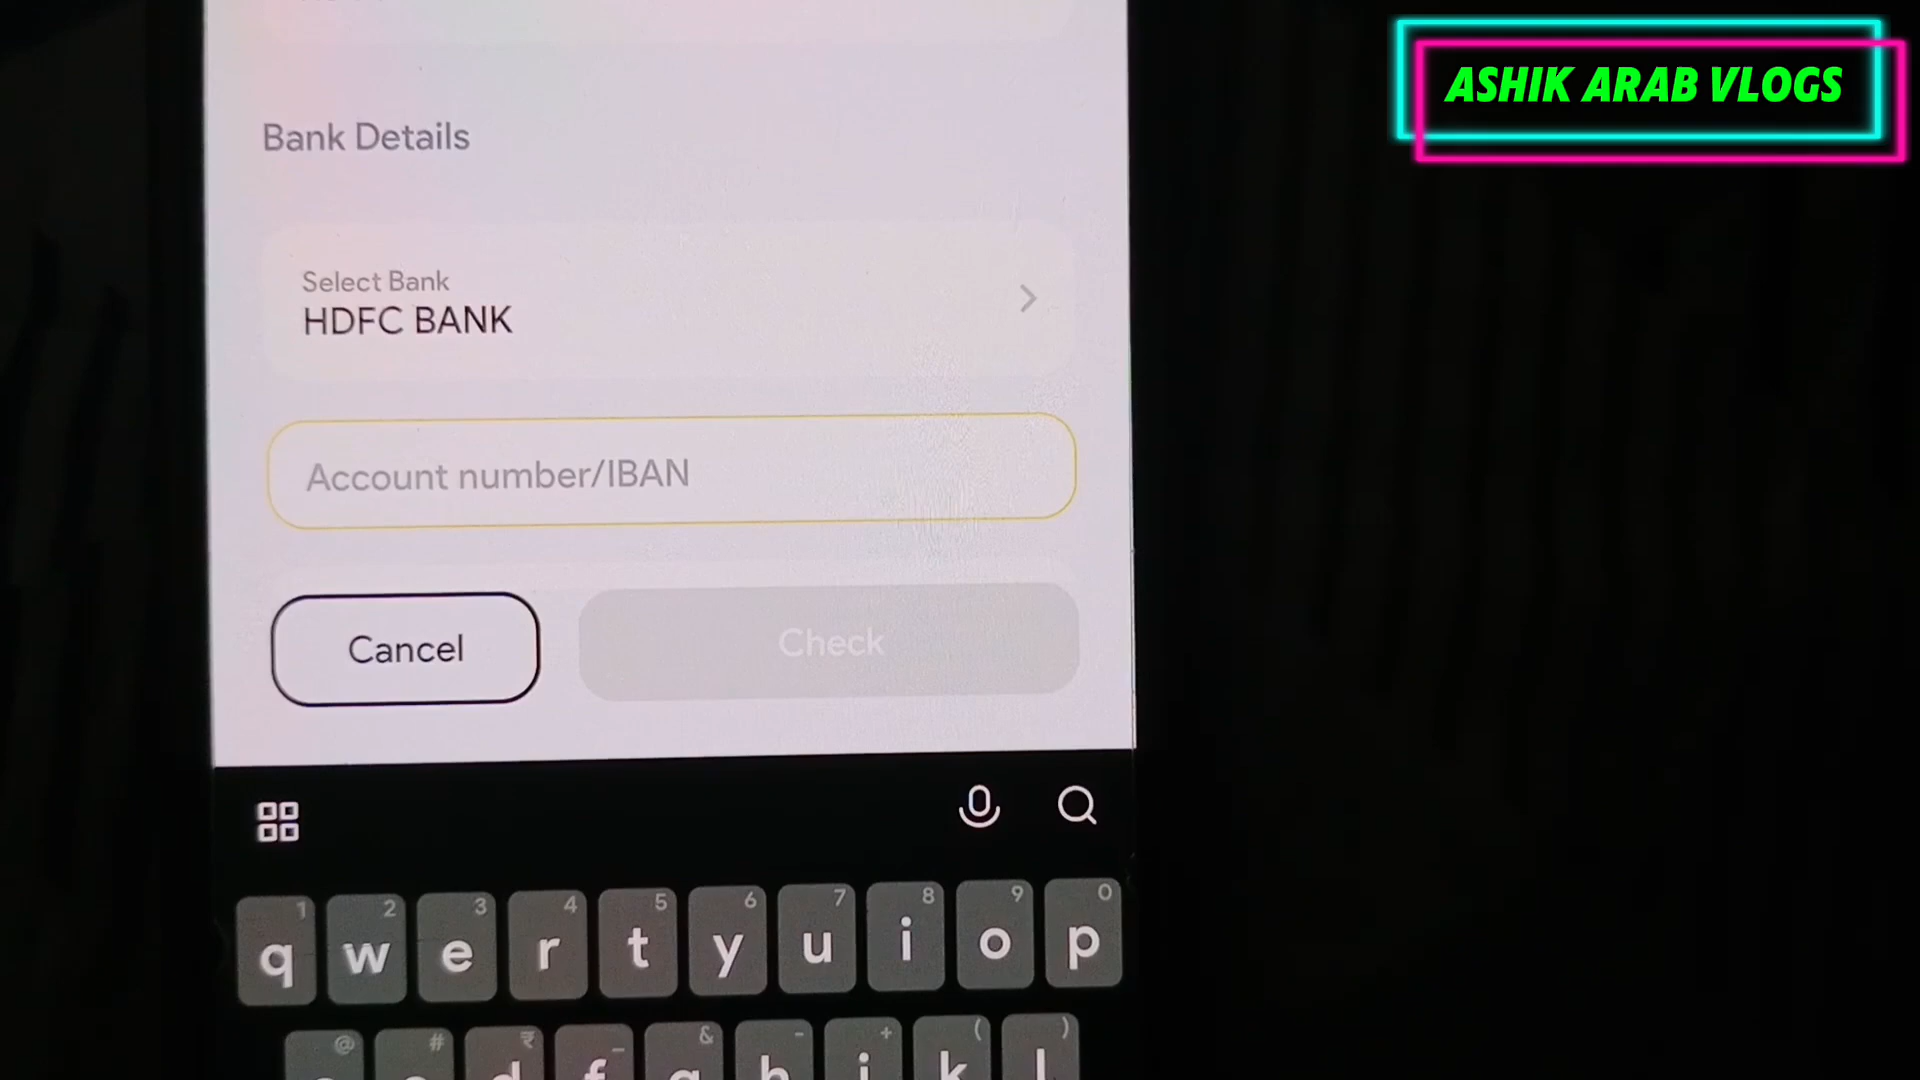 ASHIK ARAB VLOGS
Bank Details
Select Bank
HDFC BANK
Account number/IBAN
Cancel
Check
1 2 3 4 5 6 7 8 9 0
q w e r t y u i o p
@ # ₹ _ & - + ( )
d f g h j k l